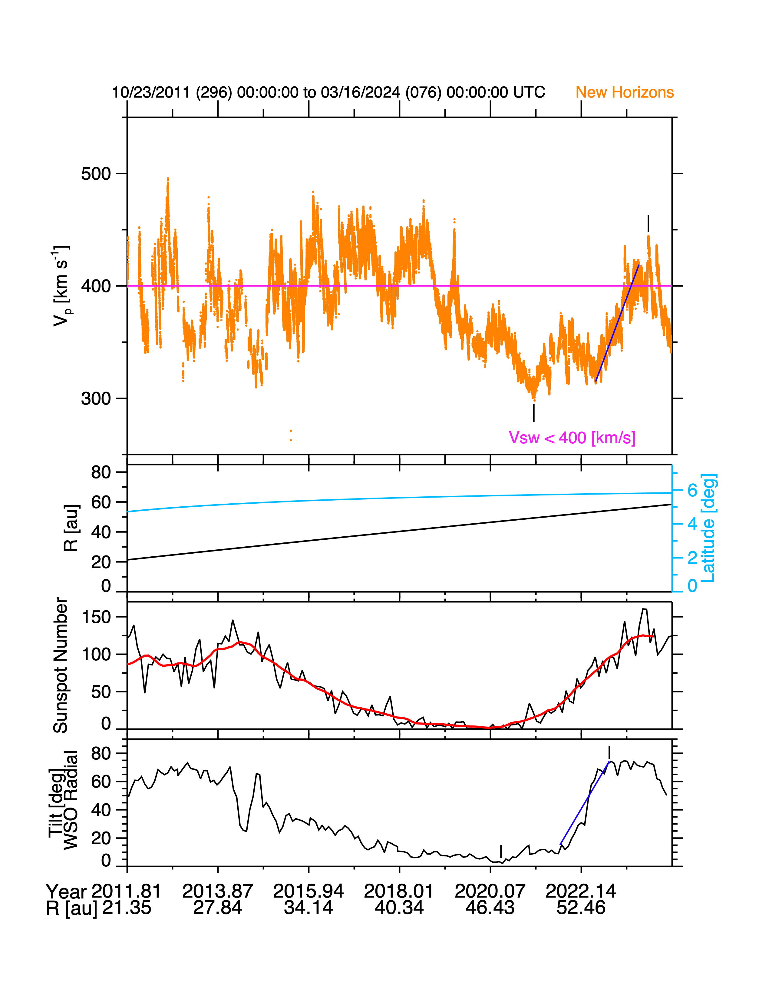 10/23/2011 (296) 00:00:00 to 03/16/2024 (076) 00:00:00 UTC New Horizons
500
400
300
Vp [km s-1]
Vsw < 400 [km/s]
80
60
40
20
0
R [au]
6
4
2
0
Latitude [deg]
150
100
50
0
Sunspot Number
80
60
40
20
0
Tilt [deg]
WSO Radial
Year 2011.81 2013.87 2015.94 2018.01 2020.07 2022.14
R [au] 21.35 27.84 34.14 40.34 46.43 52.46